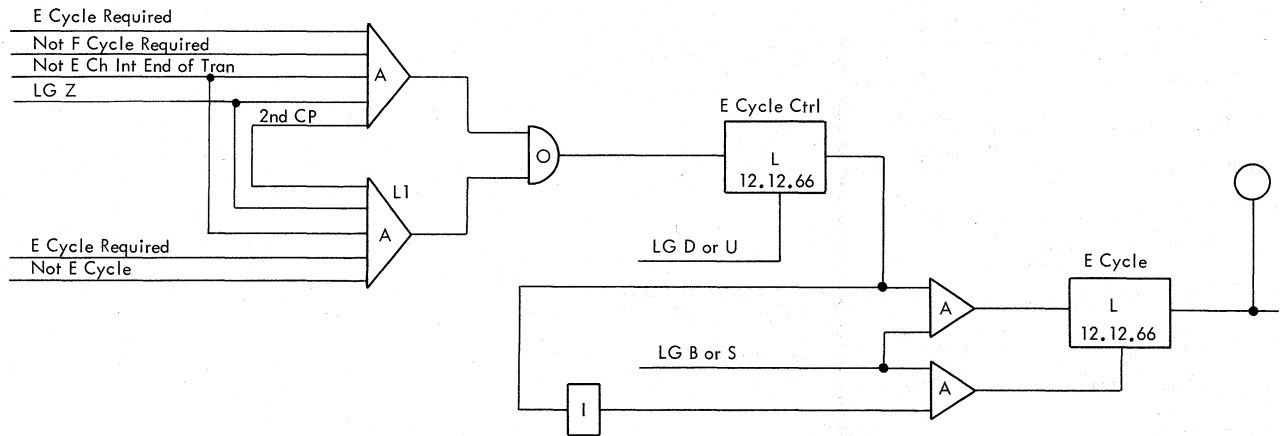 E Cycle Required
Not F Cycle Required
Not E Ch Int End of Tran
LG Z
2nd CP
A
L1
A
E Cycle Required
Not E Cycle
O
E Cycle Ctrl
L
12.12.66
LG D or U
E Cycle
L
12.12.66
A
LG B or S
A
I